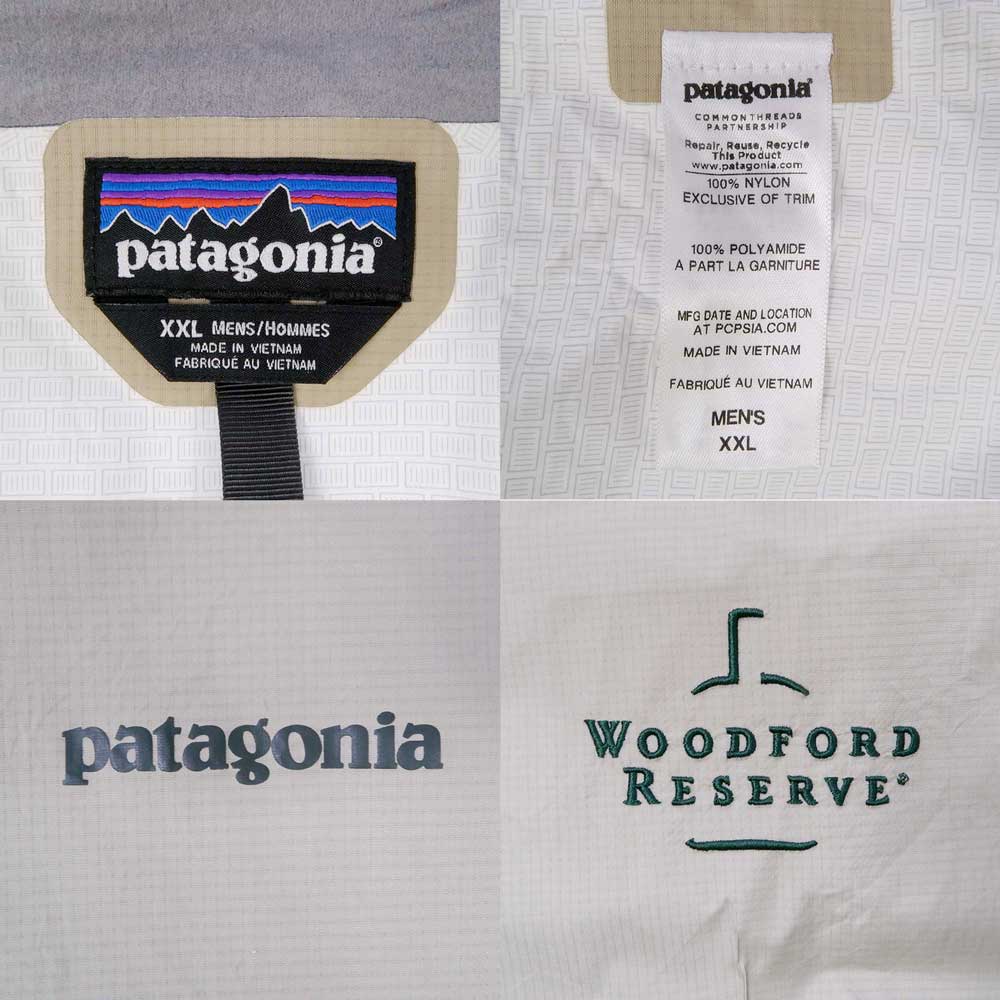 patagonia®
XXL MENS/HOMMES
MADE IN VIETNAM
FABRIQUÉ AU VIETNAM
patagonia®
COMMON THREADS
PARTNERSHIP
Repair, Reuse, Recycle
This Product
www.patagonia.com
100% NYLON
EXCLUSIVE OF TRIM
100% POLYAMIDE
A PART LA GARNITURE
MFG DATE AND LOCATION
AT PCPSIA.COM
MADE IN VIETNAM
FABRIQUÉ AU VIETNAM
MEN'S
XXL
patagonia
WOODFORD
RESERVE®